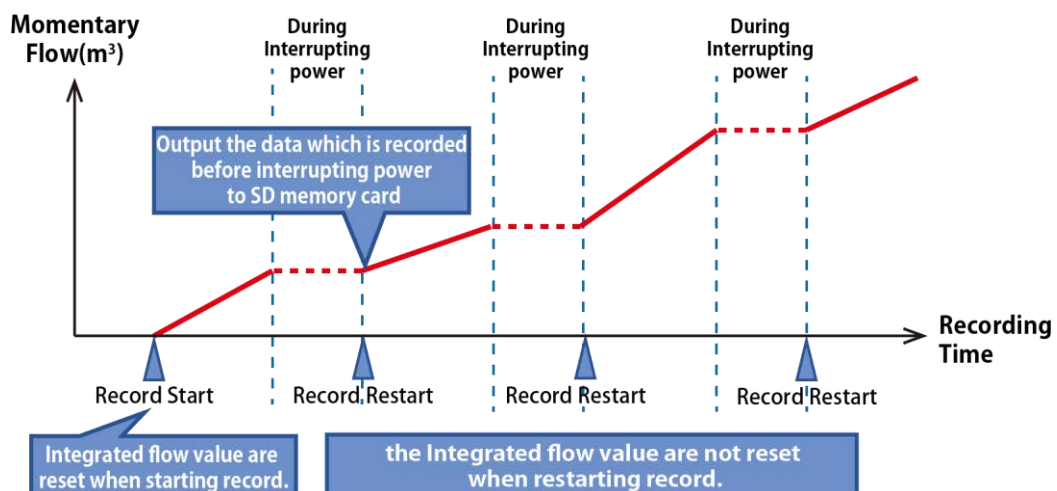 Momentary
Flow(m³)
During
Interrupting
power
During
Interrupting
power
During
Interrupting
power
Output the data which is recorded
before interrupting power
to SD memory card
Recording
Time
Record Start
Record Restart
Record Restart
Record Restart
Integrated flow value are
reset when starting record.
the Integrated flow value are not reset
when restarting record.